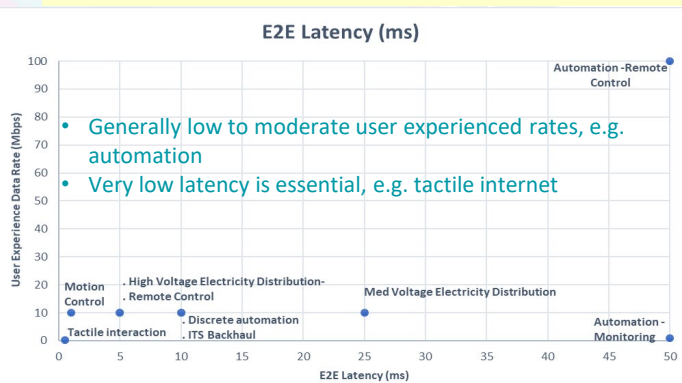 E2E Latency (ms)
100
90
80
70
60
50
40
30
20
10
0
User Experience Data Rate (Mbps)
Automation -Remote
Control
• Generally low to moderate user experienced rates, e.g.
automation
• Very low latency is essential, e.g. tactile internet
Motion
Control
. High Voltage Electricity Distribution-
. Remote Control
Med Voltage Electricity Distribution
Tactile interaction
. Discrete automation
. ITS Backhaul
Automation -
Monitoring
0 5 10 15 20 25 30 35 40 45 50
E2E Latency (ms)